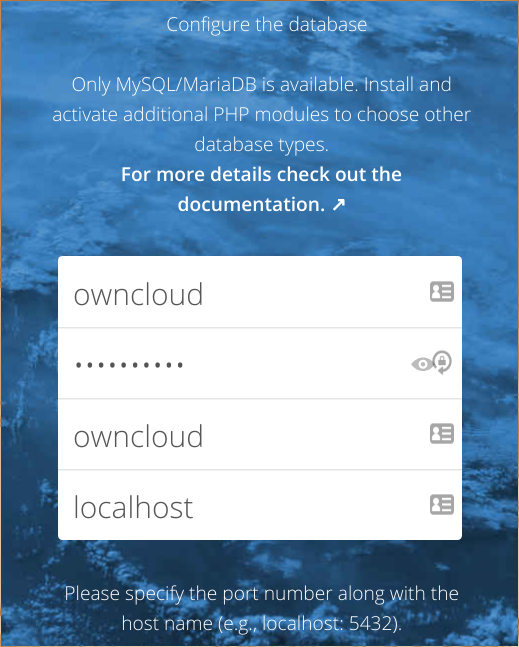 Configure the database
Only MySQL/MariaDB is available. Install and
activate additional PHP modules to choose other
database types.
For more details check out the
documentation. ↗
owncloud
••••••••••
owncloud
localhost
Please specify the port number along with the
host name (e.g., localhost: 5432).